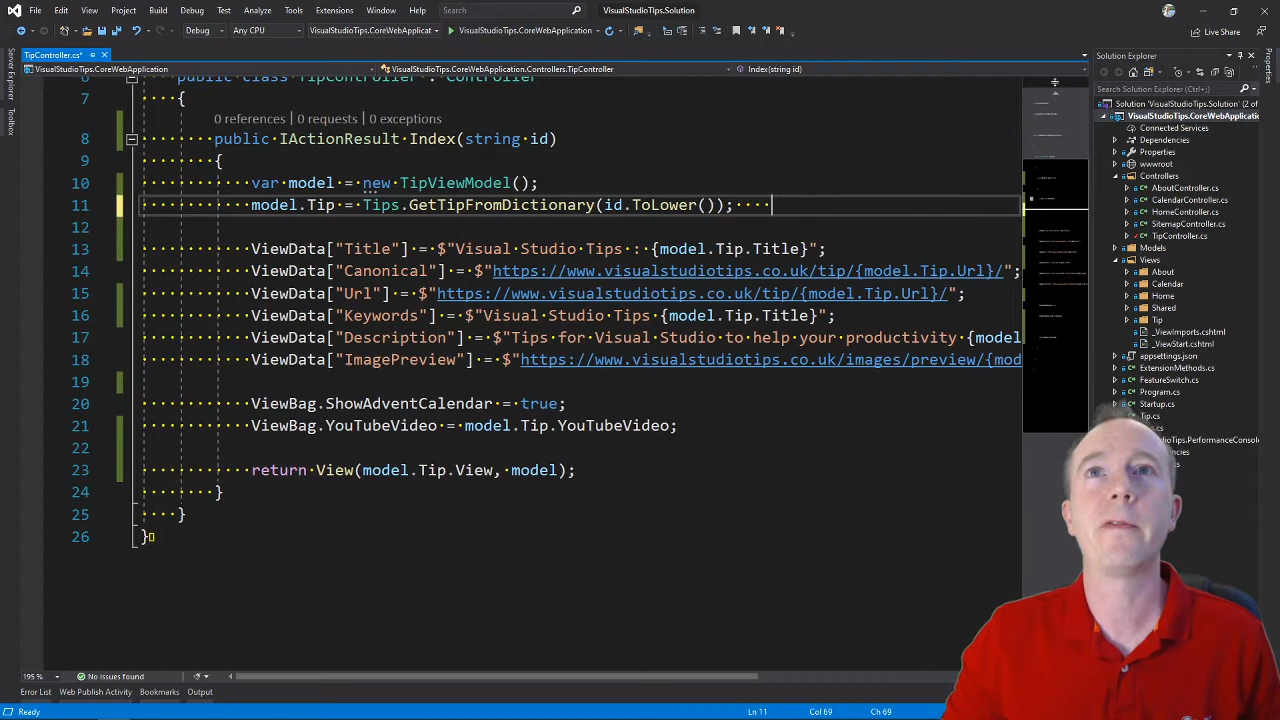 File Edit View Project Build Debug Test Analyze Tools Extensions Window Help Search VisualStudioTips.Solution
Debug Any CPU VisualStudioTips.CoreWebApplicat VisualStudioTips.CoreWebApplication Live Share
Server Explorer
Toolbox
Properties
TipController.cs*
VisualStudioTips.CoreWebApplication VisualStudioTips.CoreWebApplication.Controllers.TipController Index(string id)
6 public class TipController : Controller
7 {
0 references | 0 requests | 0 exceptions
8 public IActionResult Index(string id)
9 {
10 var model = new TipViewModel();
11 model.Tip = Tips.GetTipFromDictionary(id.ToLower());
12
13 ViewData["Title"] = $"Visual Studio Tips : {model.Tip.Title}";
14 ViewData["Canonical"] = $"https://www.visualstudiotips.co.uk/tip/{model.Tip.Url}/";
15 ViewData["Url"] = $"https://www.visualstudiotips.co.uk/tip/{model.Tip.Url}/";
16 ViewData["Keywords"] = $"Visual Studio Tips {model.Tip.Title}";
17 ViewData["Description"] = $"Tips for Visual Studio to help your productivity {model
18 ViewData["ImagePreview"] = $"https://www.visualstudiotips.co.uk/images/preview/{mod
19
20 ViewBag.ShowAdventCalendar = true;
21 ViewBag.YouTubeVideo = model.Tip.YouTubeVideo;
22
23 return View(model.Tip.View, model);
24 }
25 }
26 }
Solution Explorer
Search Solution Explorer (Ctrl+;)
Solution 'VisualStudioTips.Solution' (2 of
VisualStudioTips.CoreWebApplicatio
Connected Services
Properties
wwwroot
Controllers
AboutController.cs
CalendarController.cs
HomeController.cs
SitemapController.cs
TipController.cs
Models
Views
About
Calendar
Home
Shared
Tip
_ViewImports.cshtml
_ViewStart.cshtml
appsettings.json
ExtensionMethods.cs
FeatureSwitch.cs
Program.cs
Startup.cs
Tip.cs
Tips.PerformanceConsole
195 % No issues found
Error List Web Publish Activity Bookmarks Output
Ready Ln 11 Col 69 Ch 69